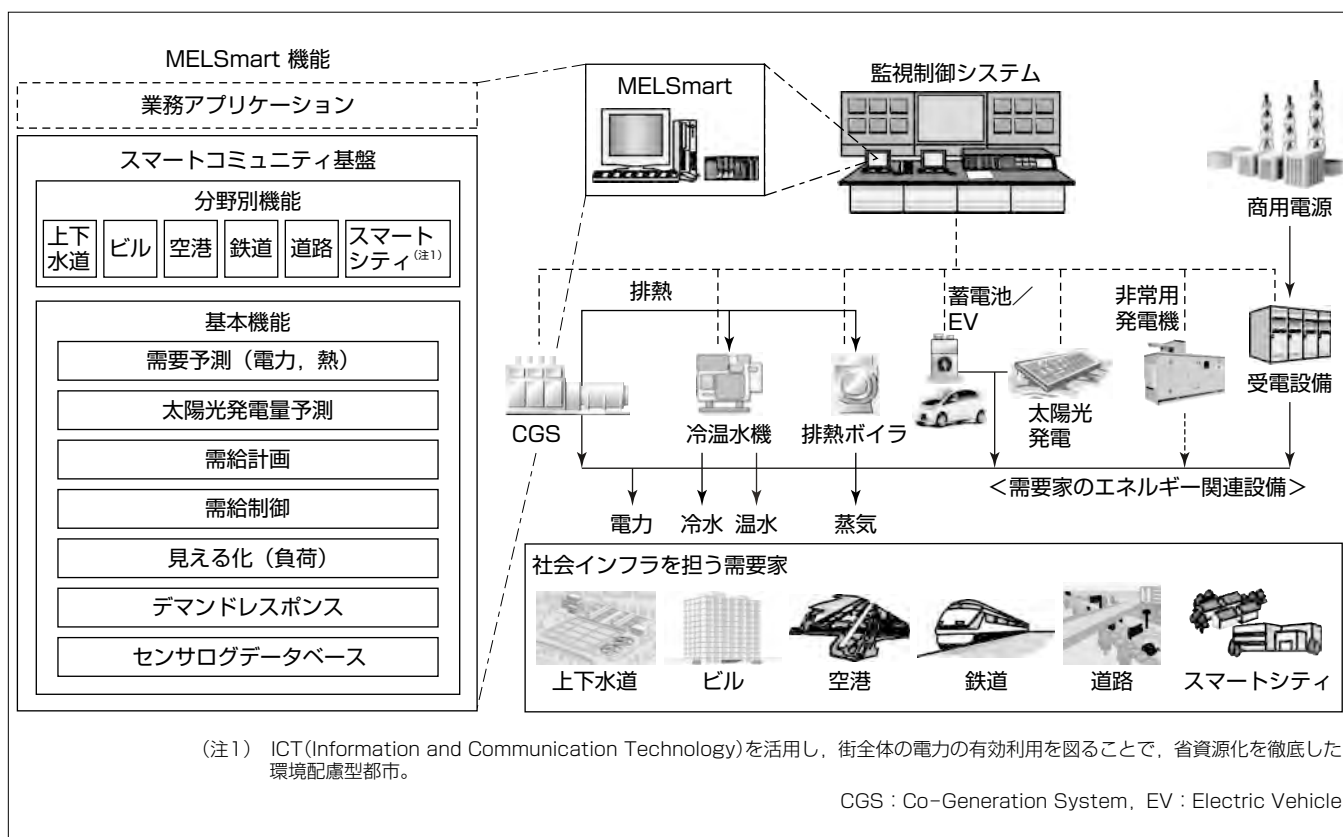 MELSmart 機能
業務アプリケーション
スマートコミュニティ基盤
分野別機能
上下
水道
ビル
空港
鉄道
道路
スマート
シティ(注1)
基本機能
需要予測（電力，熱）
太陽光発電量予測
需給計画
需給制御
見える化（負荷）
デマンドレスポンス
センサログデータベース
MELSmart
監視制御システム
商用電源
排熱
蓄電池／
EV
非常用
発電機
受電設備
CGS
冷温水機
排熱ボイラ
太陽光
発電
＜需要家のエネルギー関連設備＞
電力
冷水
温水
蒸気
社会インフラを担う需要家
上下水道
ビル
空港
鉄道
道路
スマートシティ
（注1） ICT(Information and Communication Technology)を活用し，街全体の電力の有効利用を図ることで，省資源化を徹底した
環境配慮型都市。
CGS：Co-Generation System，EV：Electric Vehicle